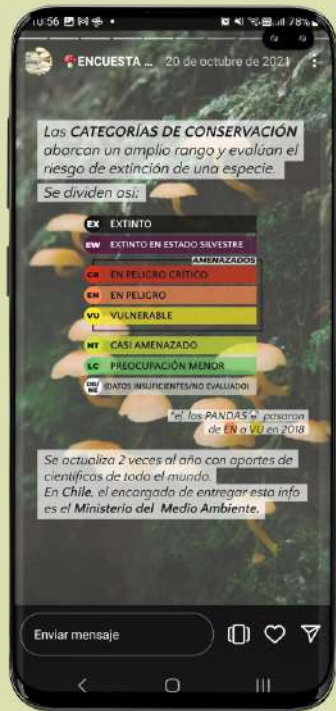 10:56
78%
🍄ENCUESTA ... 20 de octubre de 2021
Las CATEGORÍAS DE CONSERVACIÓN
abarcan un amplio rango y evalúan el
riesgo de extinción de una especie.
Se dividen así:
EX EXTINTO
EW EXTINTO EN ESTADO SILVESTRE
AMENAZADOS
CR EN PELIGRO CRÍTICO
EN EN PELIGRO
VU VULNERABLE
NT CASI AMENAZADO
LC PREOCUPACIÓN MENOR
DD/NE (DATOS INSUFICIENTES/NO EVALUADO)
*ej. los PANDAS🐼 pasaron
de EN a VU en 2018
Se actualiza 2 veces al año con aportes de
científicas de todo el mundo.
En Chile, el encargado de entregar esta info
es el Ministerio del Medio Ambiente.
Enviar mensaje